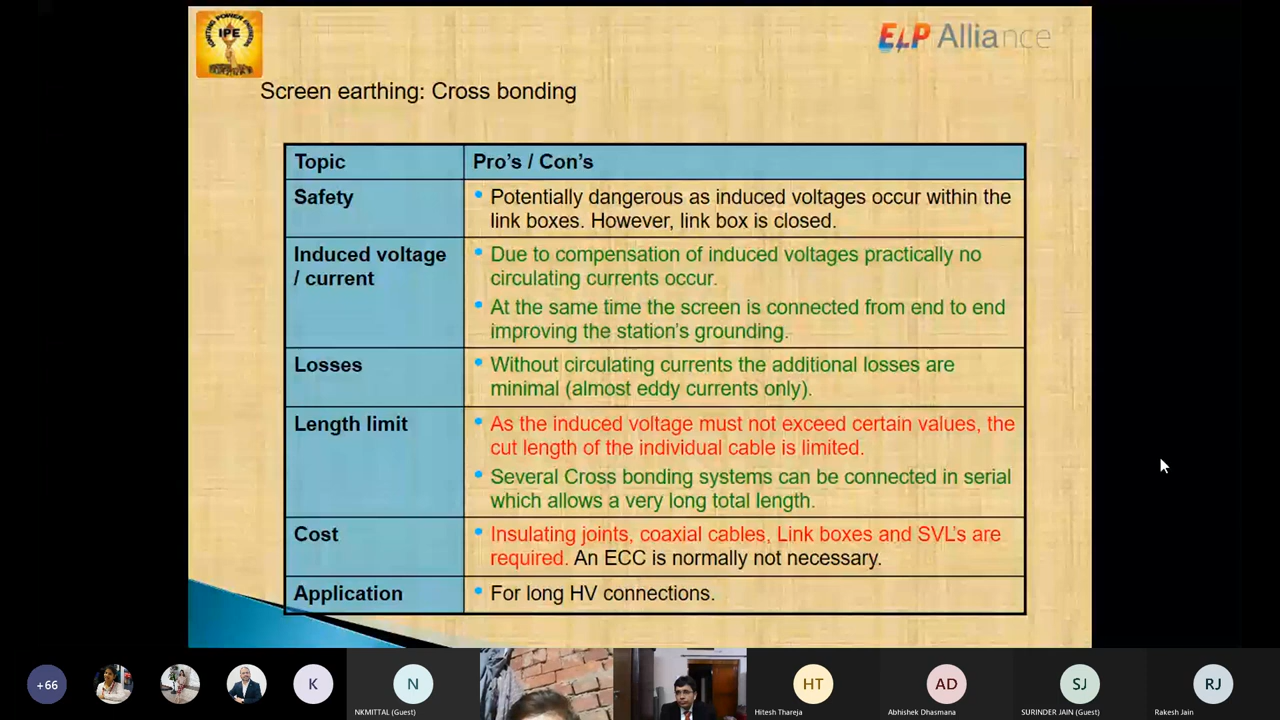 IGNITING POWER ENGINEERS
IPE
ELP Alliance
Screen earthing: Cross bonding
Topic
Pro's / Con's
Safety
Potentially dangerous as induced voltages occur within the
link boxes. However, link box is closed.
Induced voltage
/ current
Due to compensation of induced voltages practically no
circulating currents occur.
At the same time the screen is connected from end to end
improving the station's grounding.
Losses
Without circulating currents the additional losses are
minimal (almost eddy currents only).
Length limit
As the induced voltage must not exceed certain values, the
cut length of the individual cable is limited.
Several Cross bonding systems can be connected in serial
which allows a very long total length.
Cost
Insulating joints, coaxial cables, Link boxes and SVL's are
required. An ECC is normally not necessary.
Application
For long HV connections.
+66
K
N
HT
AD
SJ
RJ
NKMITTAL (Guest)
Hitesh Thareja
Abhishek Dhasmana
SURINDER JAIN (Guest)
Rakesh Jain